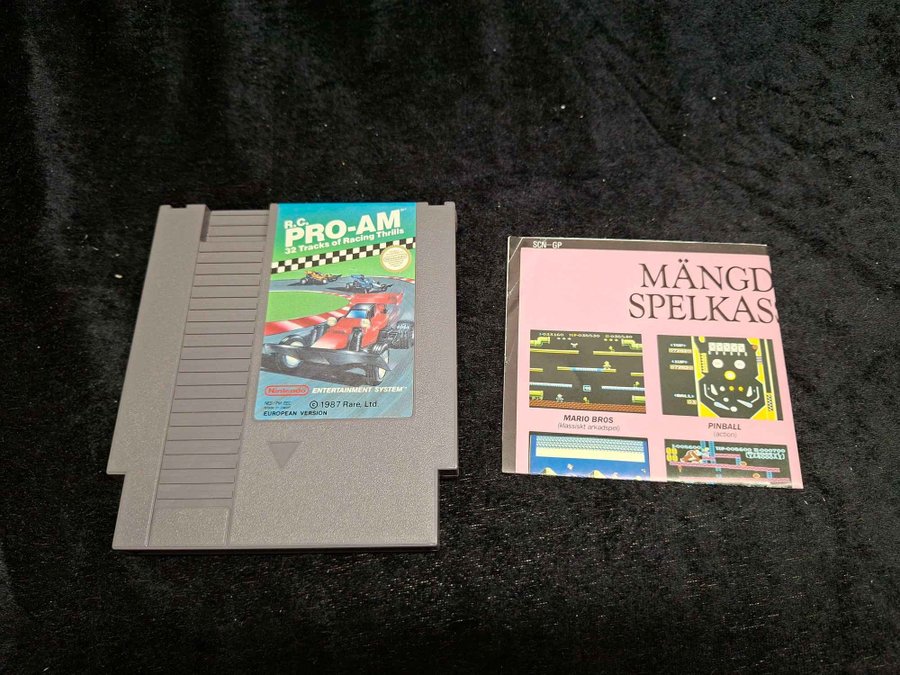 R.C.
PRO-AM
32 Tracks of Racing Thrills
Nintendo
ENTERTAINMENT SYSTEM™
© 1987 Rare, Ltd.
EUROPEAN VERSION
SCN-GP
MÄNGD
SPELKAS
MARIO BROS
(klassiskt arkadspel)
PINBALL
(action)